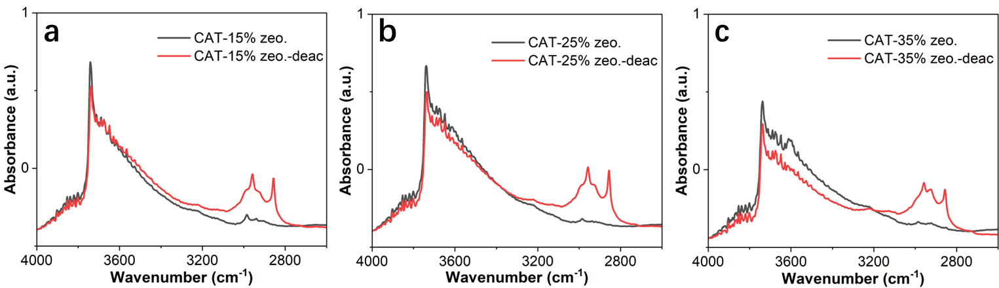 a
CAT-15% zeo.
CAT-15% zeo.-deac
1
0
Absorbance (a.u.)
4000 3600 3200 2800
Wavenumber (cm⁻¹)
b
CAT-25% zeo.
CAT-25% zeo.-deac
1
0
Absorbance (a.u.)
4000 3600 3200 2800
Wavenumber (cm⁻¹)
c
CAT-35% zeo.
CAT-35% zeo.-deac
1
0
Absorbance (a.u.)
4000 3600 3200 2800
Wavenumber (cm⁻¹)